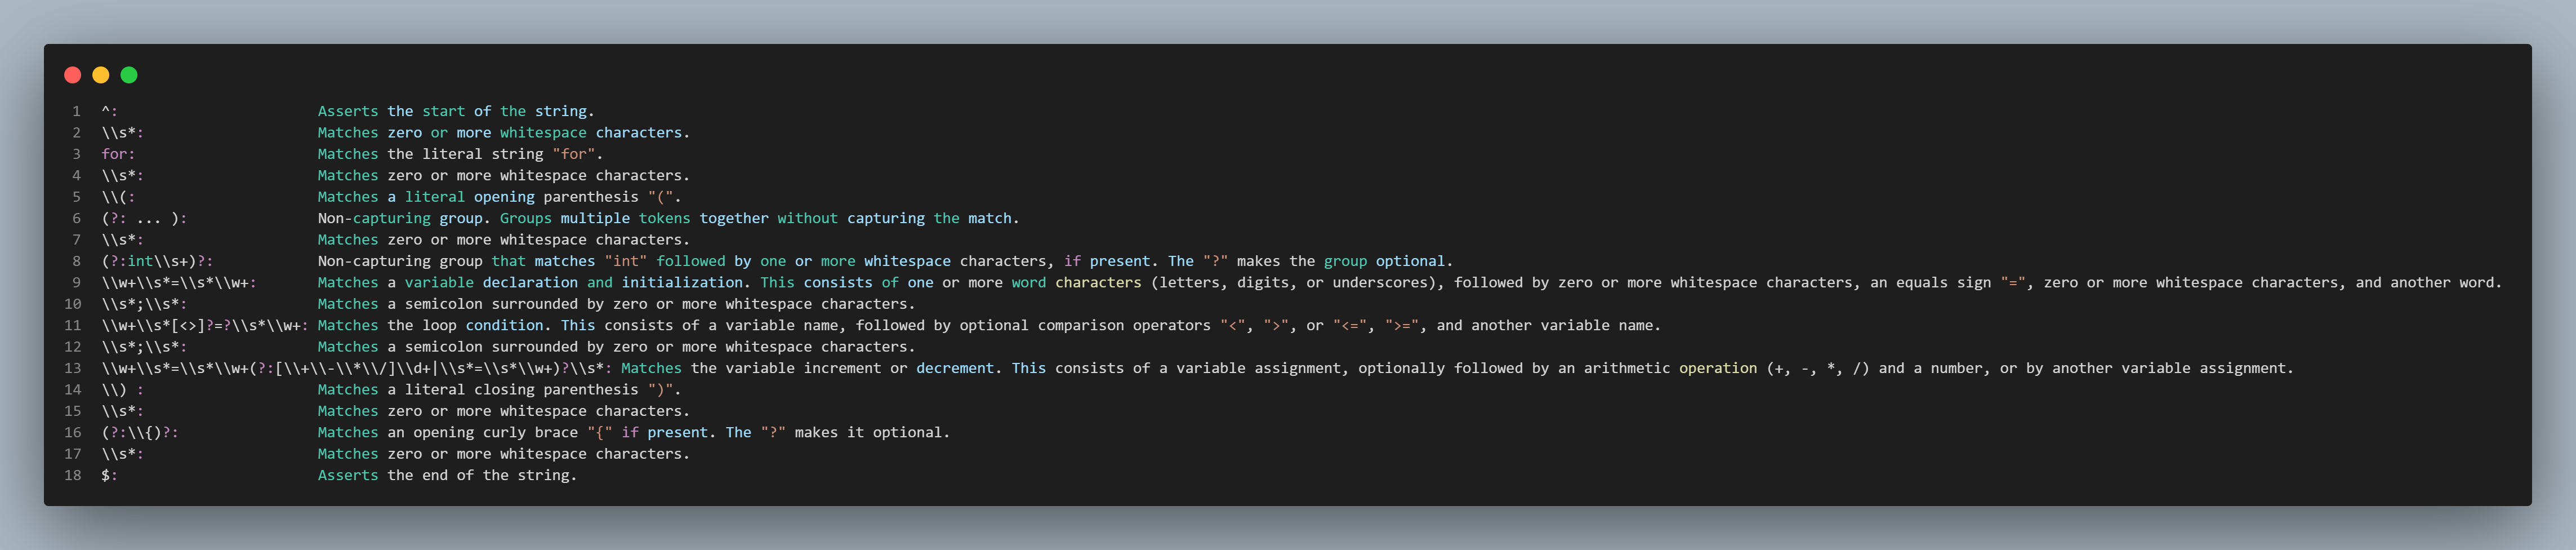 1 ^: Asserts the start of the string.
2 \\s*: Matches zero or more whitespace characters.
3 for: Matches the literal string "for".
4 \\s*: Matches zero or more whitespace characters.
5 \\(: Matches a literal opening parenthesis "(".
6 (?: ... ): Non-capturing group. Groups multiple tokens together without capturing the match.
7 \\s*: Matches zero or more whitespace characters.
8 (?:int\\s+)?: Non-capturing group that matches "int" followed by one or more whitespace characters, if present. The "?" makes the group optional.
9 \\w+\\s*=\\s*\\w+: Matches a variable declaration and initialization. This consists of one or more word characters (letters, digits, or underscores), followed by zero or more whitespace characters, an equals sign "=", zero or more whitespace characters, and another word.
10 \\s*;\\s*: Matches a semicolon surrounded by zero or more whitespace characters.
11 \\w+\\s*[<>]?=?\\s*\\w+: Matches the loop condition. This consists of a variable name, followed by optional comparison operators "<", ">", or "<=", ">=", and another variable name.
12 \\s*;\\s*: Matches a semicolon surrounded by zero or more whitespace characters.
13 \\w+\\s*=\\s*\\w+(?:[\\+\\-\\*\\/]\\d+|\\s*=\\s*\\w+)?\\s*: Matches the variable increment or decrement. This consists of a variable assignment, optionally followed by an arithmetic operation (+, -, *, /) and a number, or by another variable assignment.
14 \\) : Matches a literal closing parenthesis ")".
15 \\s*: Matches zero or more whitespace characters.
16 (?:\\{)?: Matches an opening curly brace "{" if present. The "?" makes it optional.
17 \\s*: Matches zero or more whitespace characters.
18 $: Asserts the end of the string.